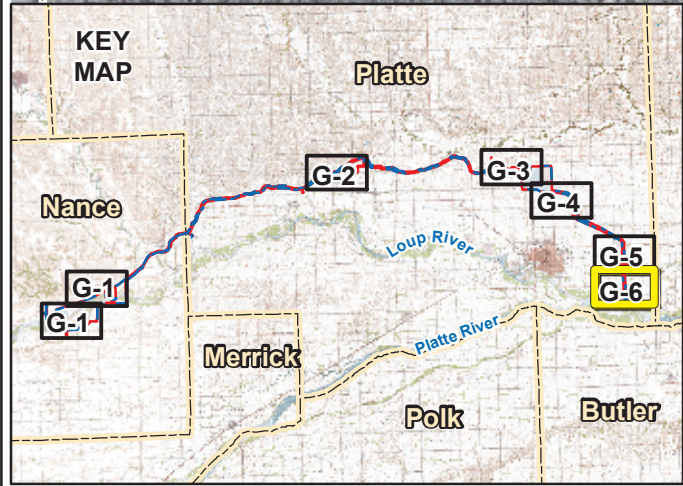 KEY
MAP
Platte
G-2
G-3
G-4
Nance
Loup River
G-5
G-1
G-6
G-1
Platte River
Merrick
Polk
Butler